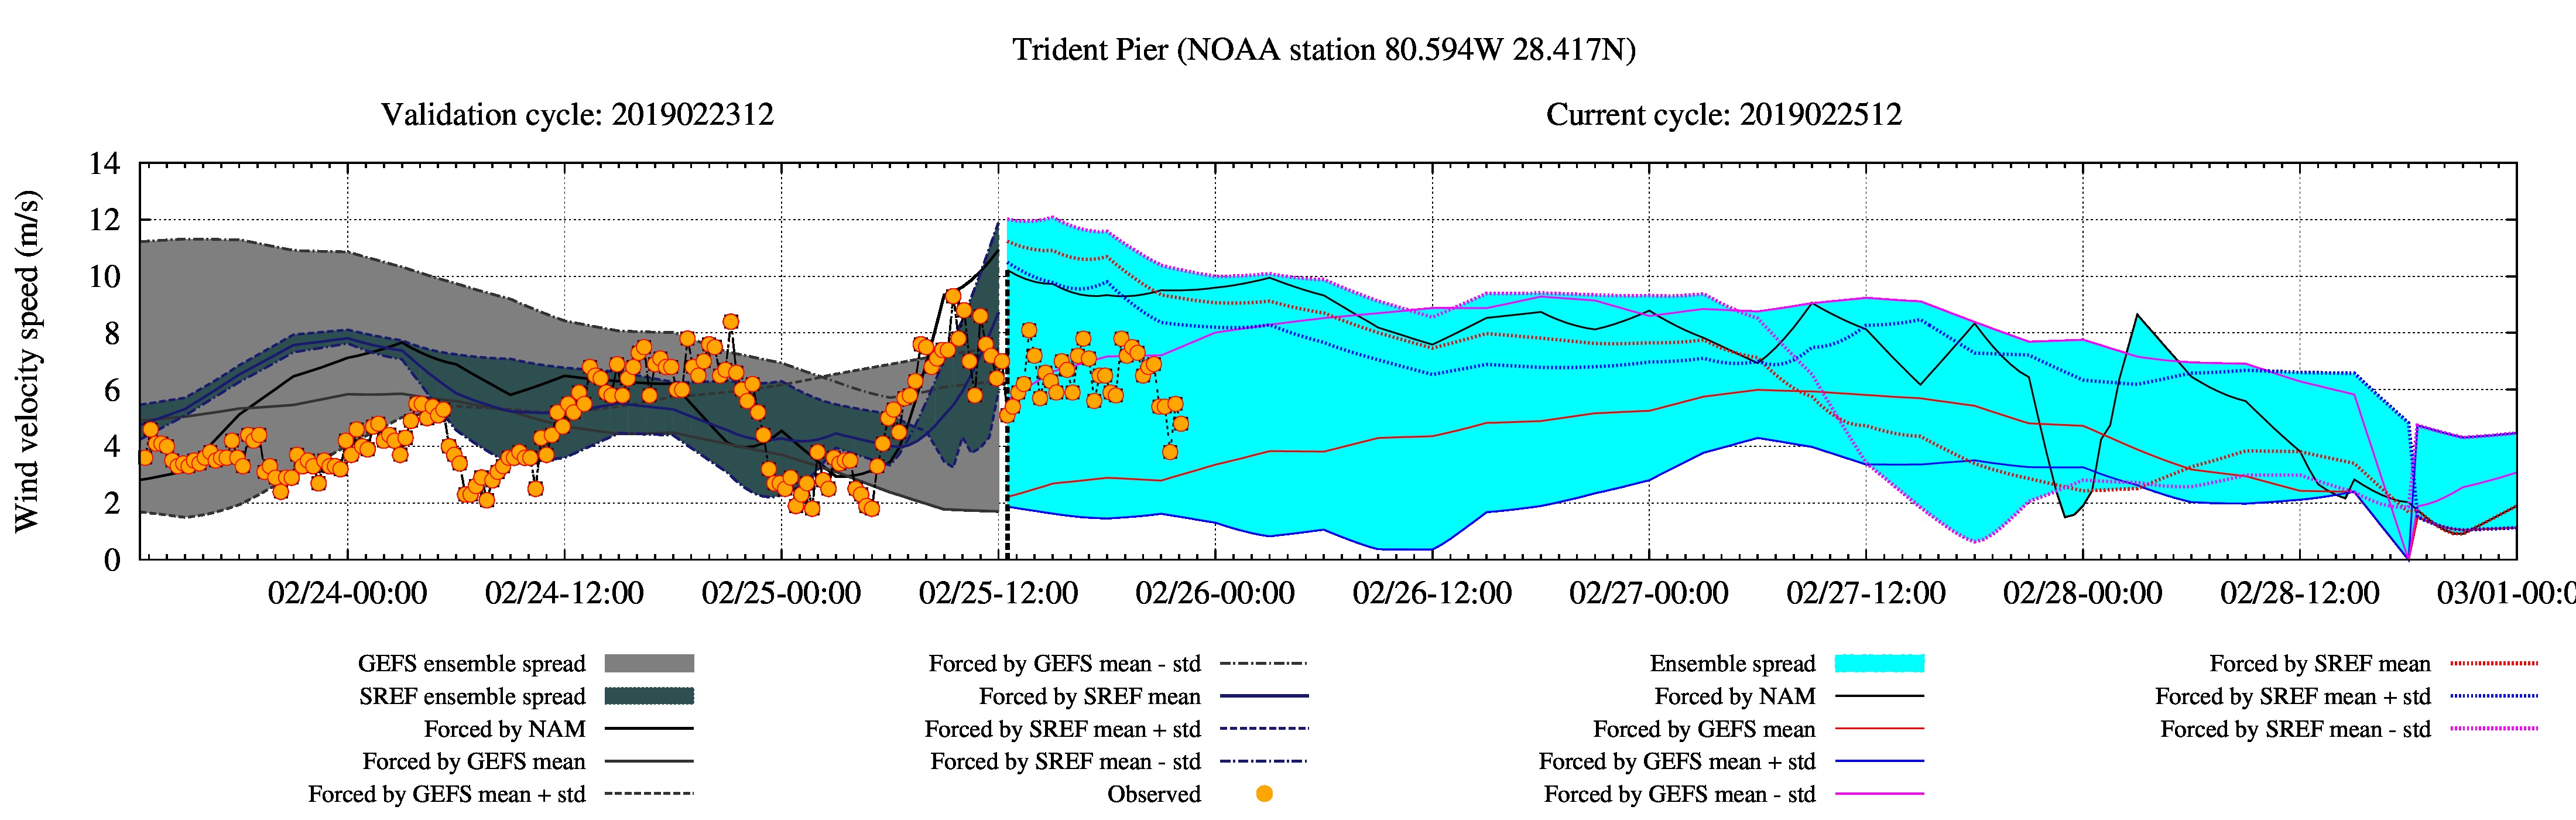 Trident Pier (NOAA station 80.594W 28.417N)
Validation cycle: 2019022312
Current cycle: 2019022512
Wind velocity speed (m/s)
14
12
10
8
6
4
2
0
02/24-00:00 02/24-12:00 02/25-00:00 02/25-12:00 02/26-00:00 02/26-12:00 02/27-00:00 02/27-12:00 02/28-00:00 02/28-12:00 03/01-00:0
GEFS ensemble spread
SREF ensemble spread
Forced by NAM
Forced by GEFS mean
Forced by GEFS mean + std
Forced by GEFS mean - std
Forced by SREF mean
Forced by SREF mean + std
Forced by SREF mean - std
Observed
Ensemble spread
Forced by NAM
Forced by GEFS mean
Forced by GEFS mean + std
Forced by GEFS mean - std
Forced by SREF mean
Forced by SREF mean + std
Forced by SREF mean - std